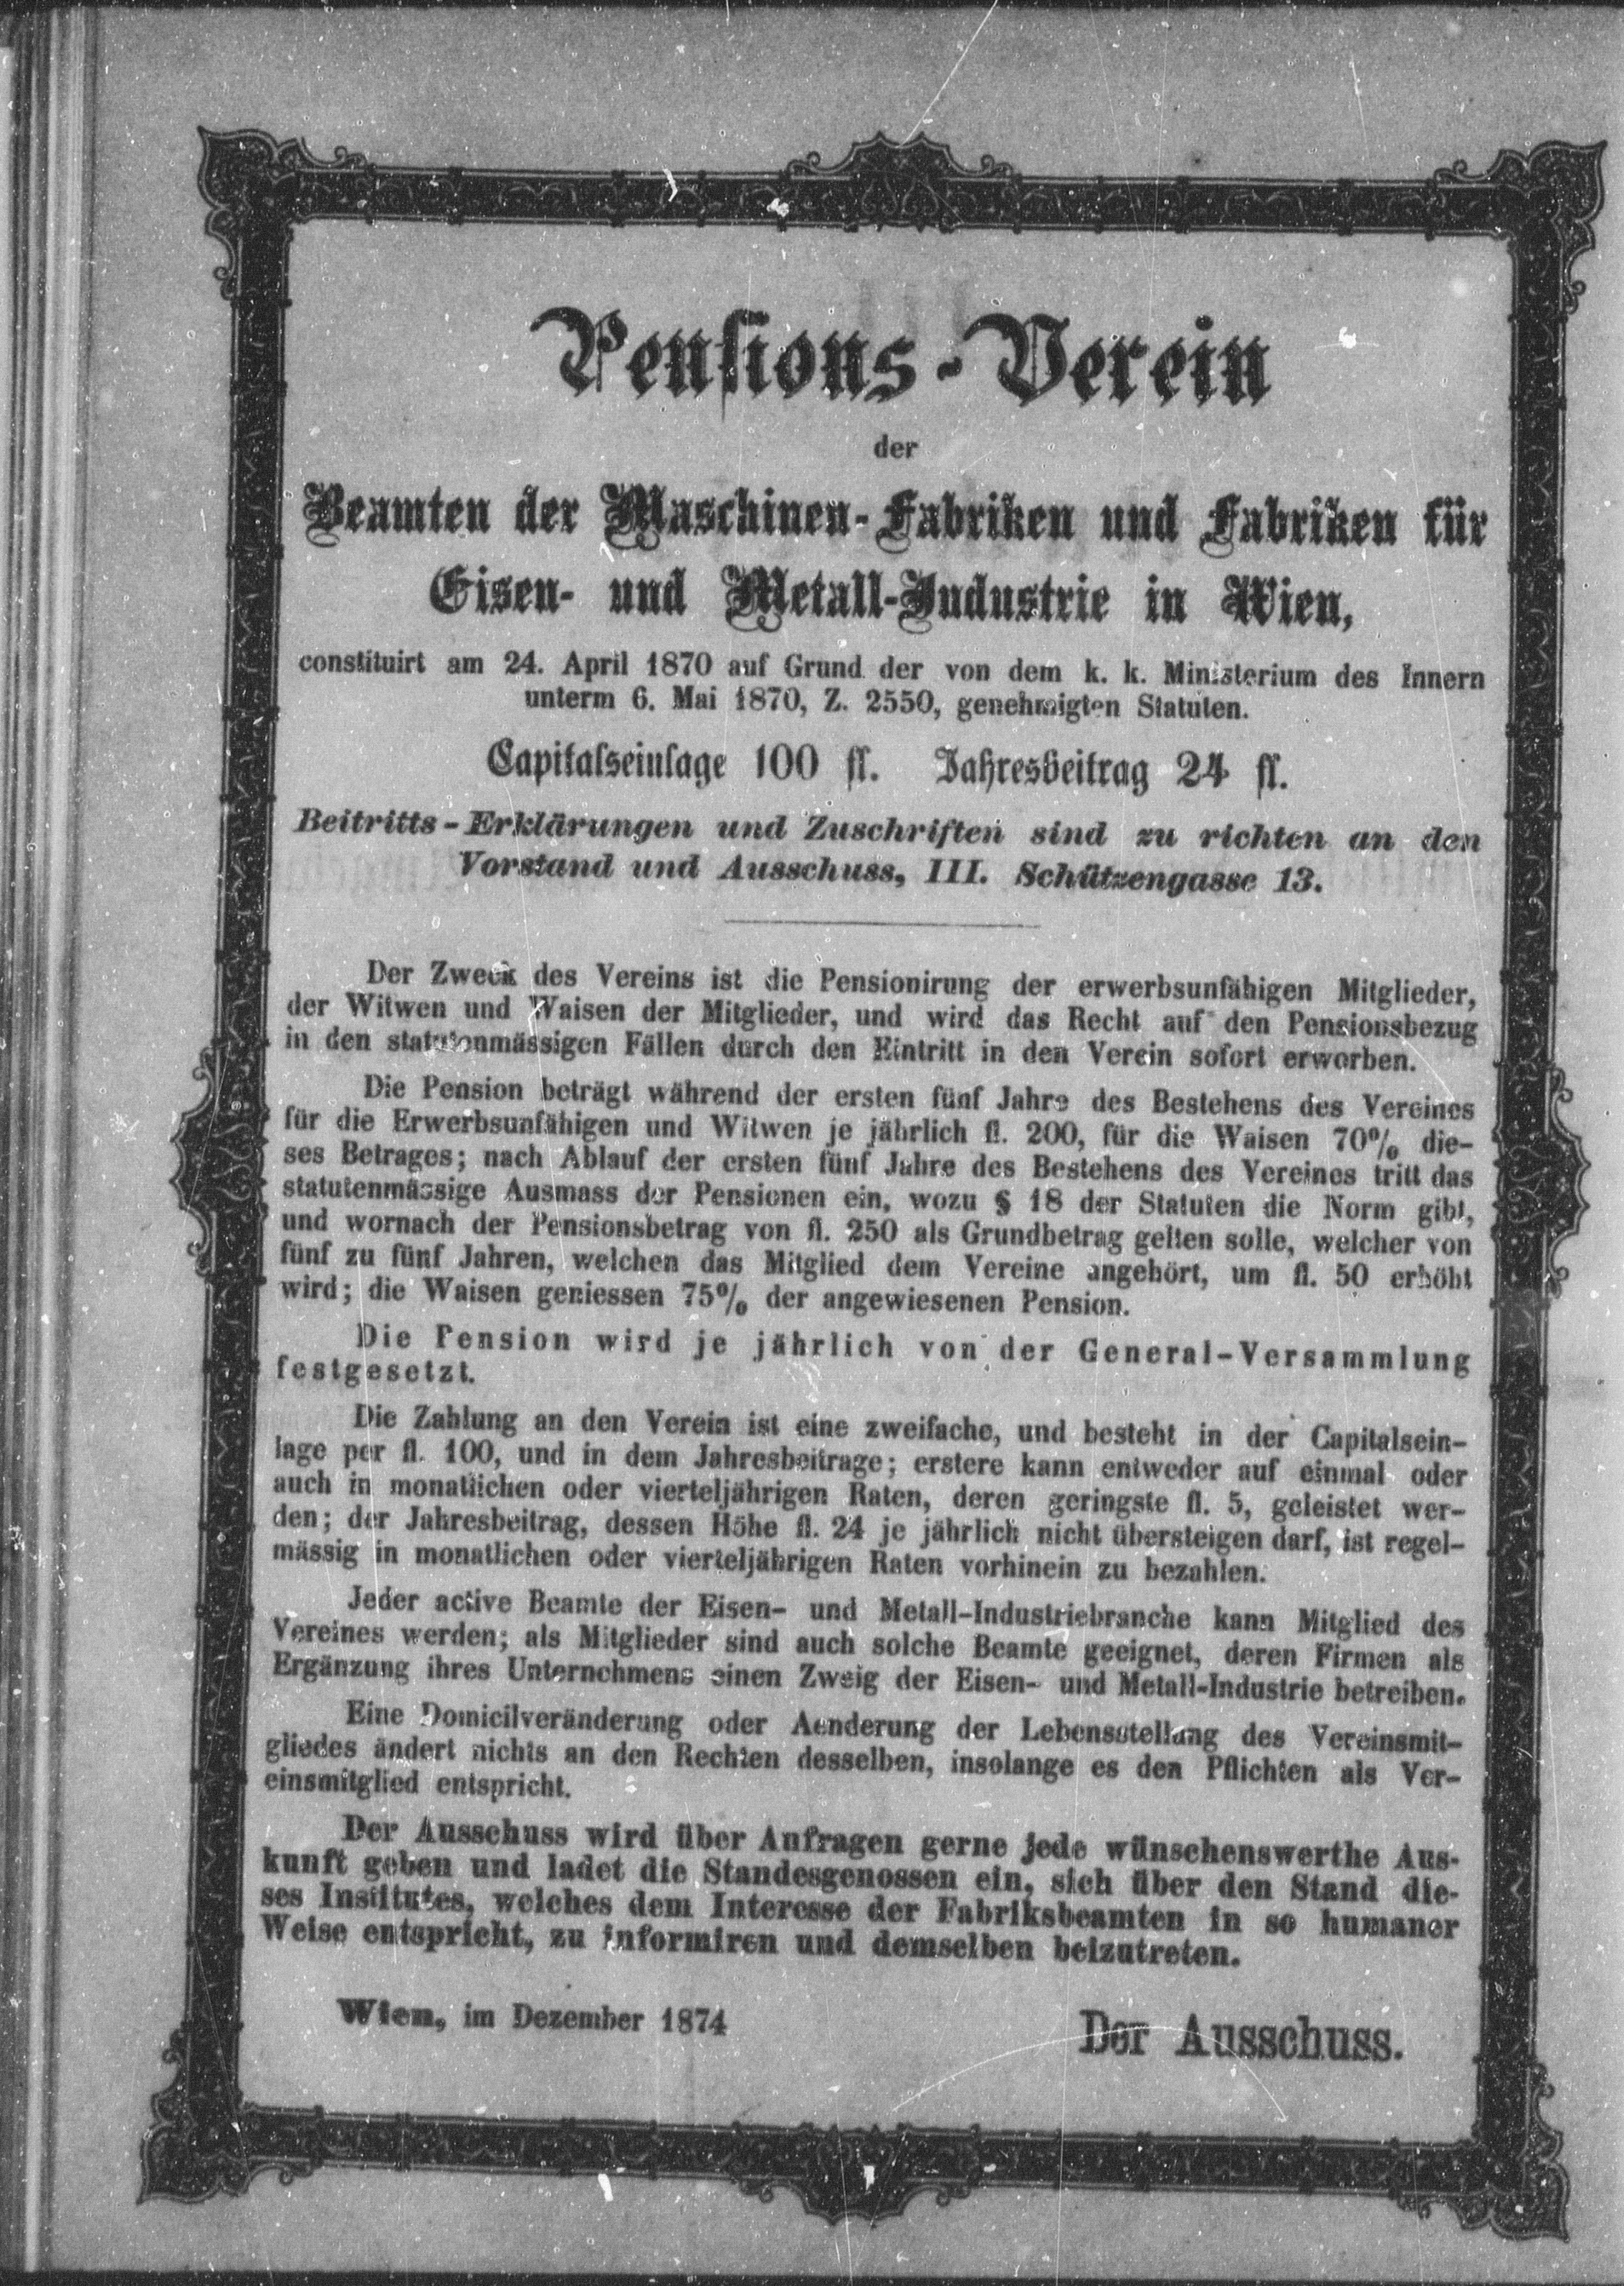 Pensions-Verein
der
Beamten der Maschinen-Fabriken und Fabriken für
Eisen- und Metall-Industrie in Wien,
constituirt am 24. April 1870 auf Grund der von dem k. k. Ministerium des Innern
unterm 6. Mai 1870, Z. 2550, genehmigten Statuten.
Capitalseinlage 100 fl. Jahresbeitrag 24 fl.
Beitritts-Erklärungen und Zuschriften sind zu richten an den
Vorstand und Ausschuss, III. Schützengasse 13.
Der Zweck des Vereins ist die Pensionirung der erwerbsunfähigen Mitglieder,
der Witwen und Waisen der Mitglieder, und wird das Recht auf den Pensionsbezug
in den statutenmässigen Fällen durch den Eintritt in den Verein sofort erworben.
Die Pension beträgt während der ersten fünf Jahre des Bestehens des Vereines
für die Erwerbsunfähigen und Witwen je jährlich fl. 200, für die Waisen 70% die-
ses Betrages; nach Ablauf der ersten fünf Jahre des Bestehens des Vereines tritt das
statutenmässige Ausmass der Pensionen ein, wozu § 18 der Statuten die Norm gibt,
und wornach der Pensionsbetrag von fl. 250 als Grundbetrag gelten solle, welcher von
fünf zu fünf Jahren, welchen das Mitglied dem Vereine angehört, um fl. 50 erhöht
wird; die Waisen geniessen 75% der angewiesenen Pension.
Die Pension wird je jährlich von der General-Versammlung
festgesetzt.
Die Zahlung an den Verein ist eine zweifache, und besteht in der Capitalsein-
lage per fl. 100, und in dem Jahresbeitrage; erstere kann entweder auf einmal oder
auch in monatlichen oder vierteljährigen Raten, deren geringste fl. 5, geleistet wer-
den; der Jahresbeitrag, dessen Höhe fl. 24 je jährlich nicht übersteigen darf, ist regel-
mässig in monatlichen oder vierteljährigen Raten vorhinein zu bezahlen.
Jeder active Beamte der Eisen- und Metall-Industriebranche kann Mitglied des
Vereines werden; als Mitglieder sind auch solche Beamte geeignet, deren Firmen als
Ergänzung ihres Unternehmens einen Zweig der Eisen- und Metall-Industrie betreiben.
Eine Domicilveränderung oder Aenderung der Lebensstellung des Vereinsmit-
gliedes ändert nichts an den Rechten desselben, insolange es den Pflichten als Ver-
einsmitglied entspricht.
Der Ausschuss wird über Anfragen gerne jede wünschenswerthe Aus-
kunft geben und ladet die Standesgenossen ein, sich über den Stand die-
ses Institutes, welches dem Interesse der Fabriksbeamten in so humaner
Weise entspricht, zu informiren und demselben beizutreten.
Wien, im Dezember 1874
Der Ausschuss.